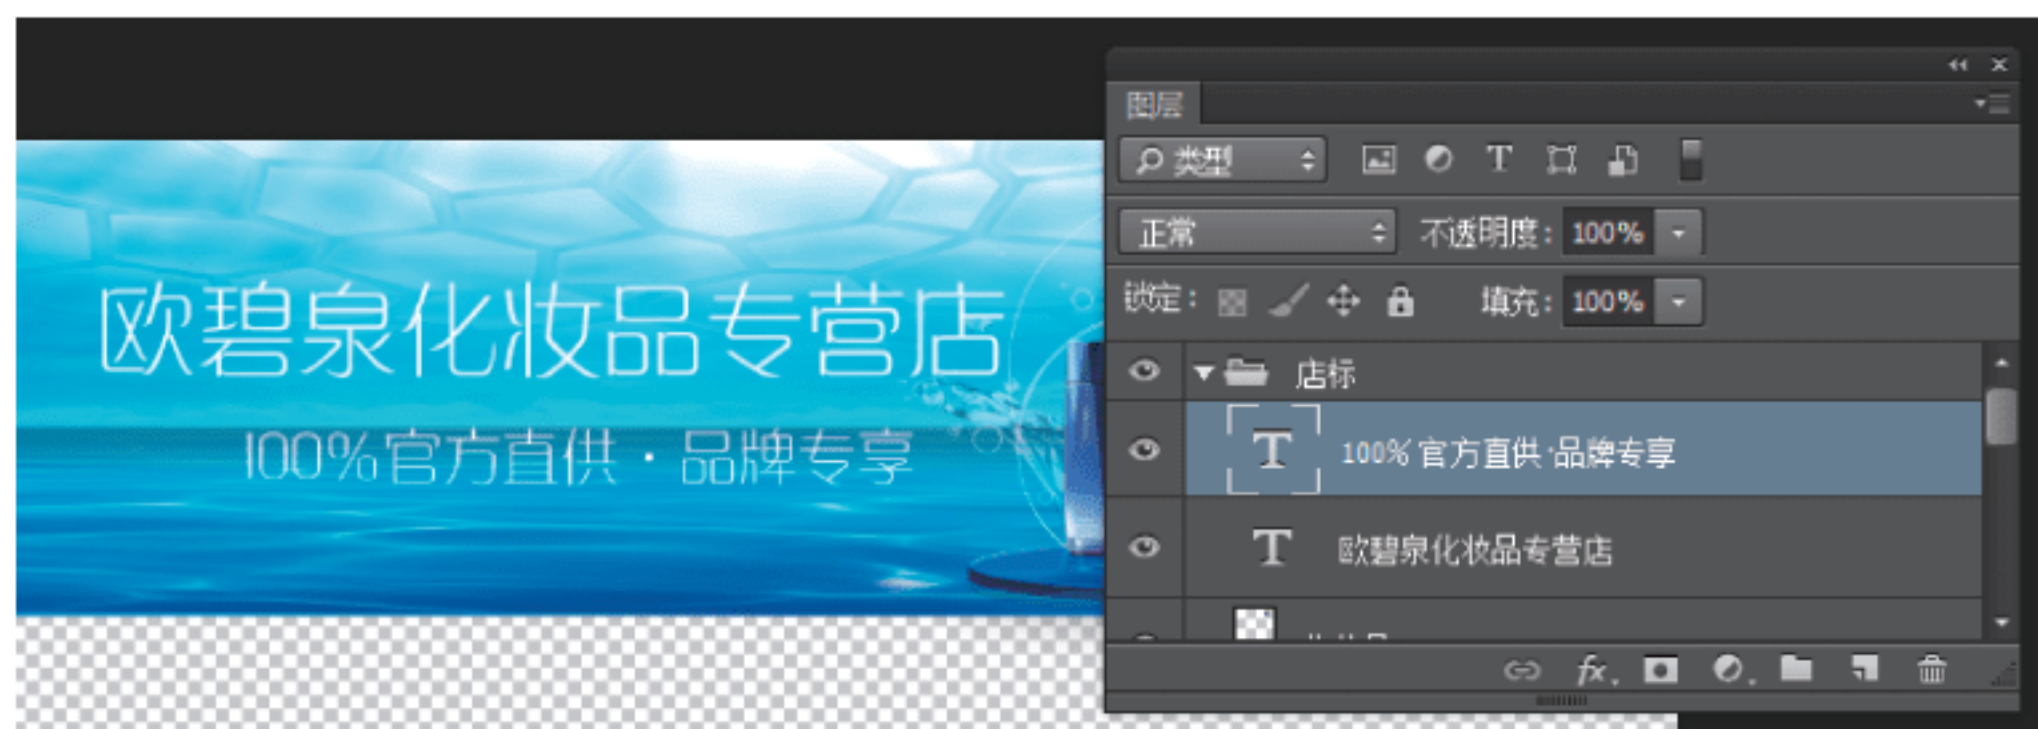 欧碧泉化妆品专营店
100%官方直供·品牌专享
图层
类型
正常 不透明度: 100%
锁定: 填充: 100%
店标
T 100% 官方直供·品牌专享
T 欧碧泉化妆品专营店
fx